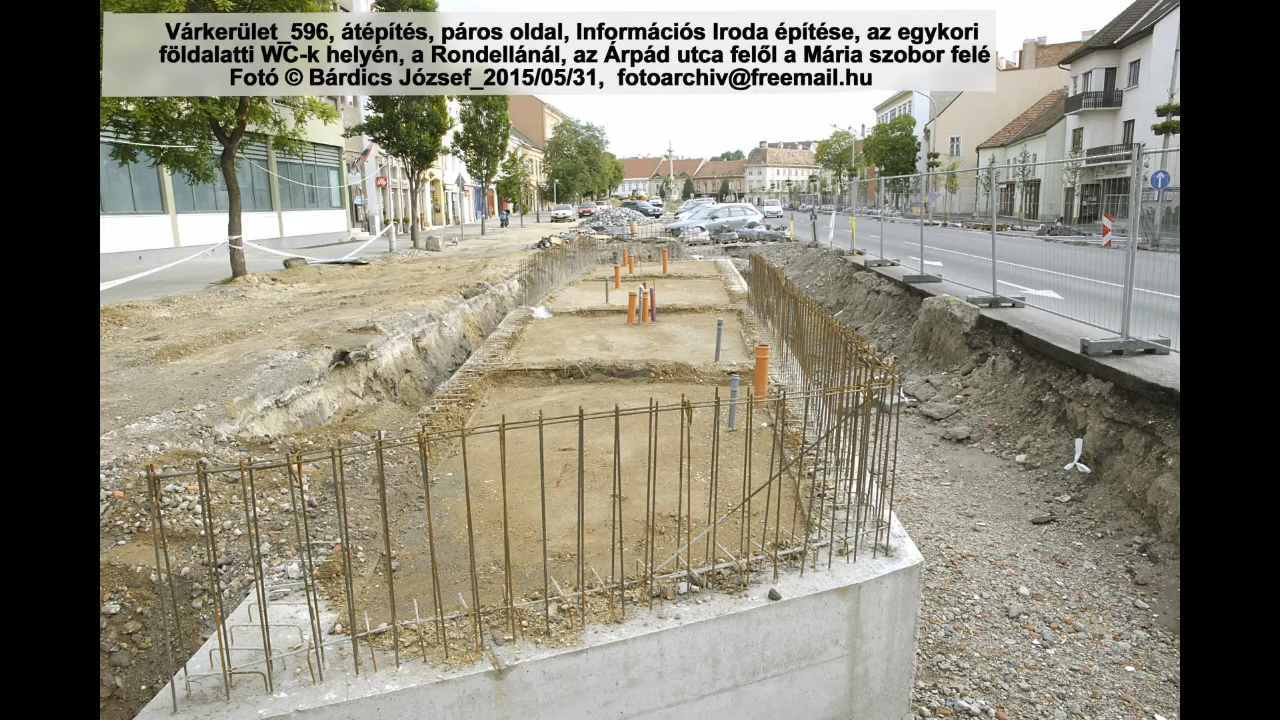 Várkerület_596, átépítés, páros oldal, Információs Iroda építése, az egykori
földalatti WC-k helyén, a Rondellánál, az Árpád utca felől a Mária szobor felé
Fotó © Bárdics József_2015/05/31, fotoarchiv@freemail.hu